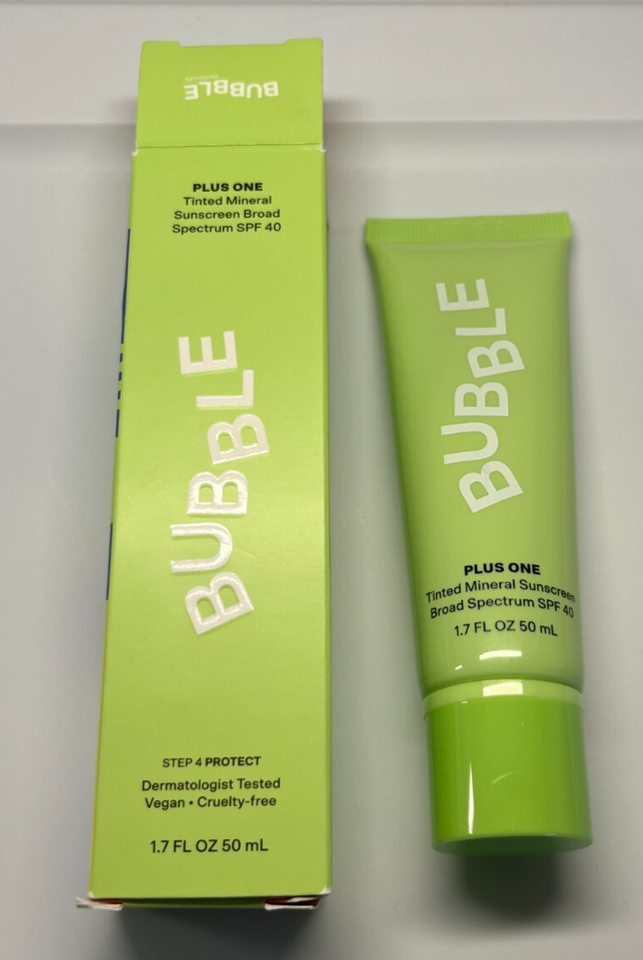 BUBBLE
PLUS ONE
Tinted Mineral
Sunscreen Broad
Spectrum SPF 40
BUBBLE
STEP 4 PROTECT
Dermatologist Tested
Vegan • Cruelty-free
1.7 FL OZ 50 mL
BUBBLE
PLUS ONE
Tinted Mineral Sunscreen
Broad Spectrum SPF 40
1.7 FL OZ 50 mL